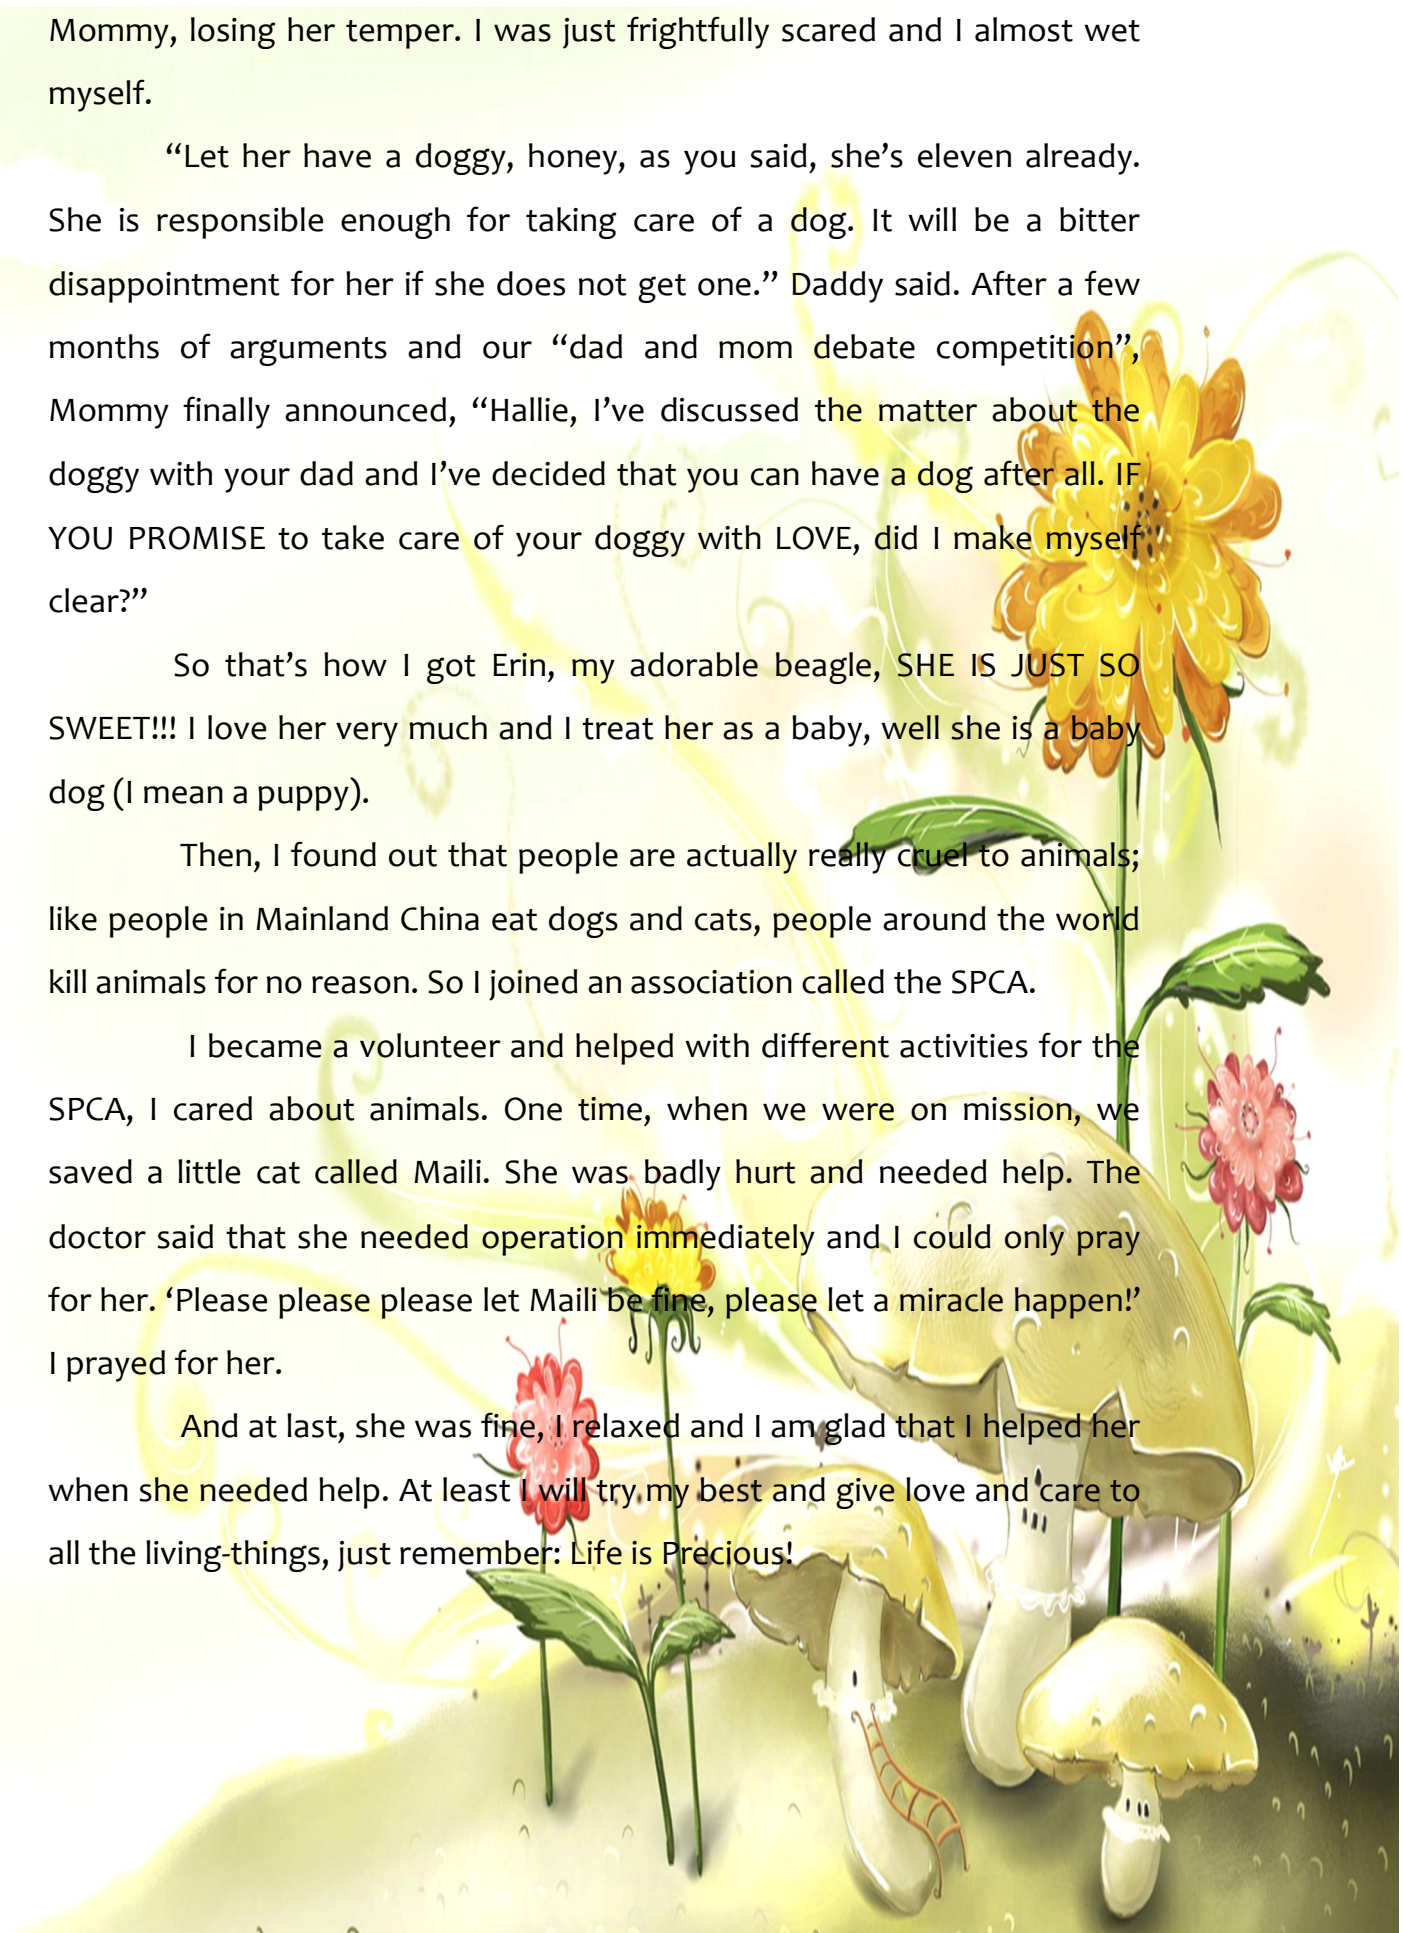 Mommy, losing her temper. I was just frightfully scared and I almost wet
myself.
“Let her have a doggy, honey, as you said, she’s eleven already.
She is responsible enough for taking care of a dog. It will be a bitter
disappointment for her if she does not get one.” Daddy said. After a few
months of arguments and our “dad and mom debate competition”,
Mommy finally announced, “Hallie, I’ve discussed the matter about the
doggy with your dad and I’ve decided that you can have a dog after all. IF
YOU PROMISE to take care of your doggy with LOVE, did I make myself
clear?”
So that’s how I got Erin, my adorable beagle, SHE IS JUST SO
SWEET!!! I love her very much and I treat her as a baby, well she is a baby
dog (I mean a puppy).
Then, I found out that people are actually really cruel to animals;
like people in Mainland China eat dogs and cats, people around the world
kill animals for no reason. So I joined an association called the SPCA.
I became a volunteer and helped with different activities for the
SPCA, I cared about animals. One time, when we were on mission, we
saved a little cat called Maili. She was badly hurt and needed help. The
doctor said that she needed operation immediately and I could only pray
for her. ‘Please please please let Maili be fine, please let a miracle happen!’
I prayed for her.
And at last, she was fine, I relaxed and I am glad that I helped her
when she needed help. At least I will try my best and give love and care to
all the living-things, just remember: Life is Precious!